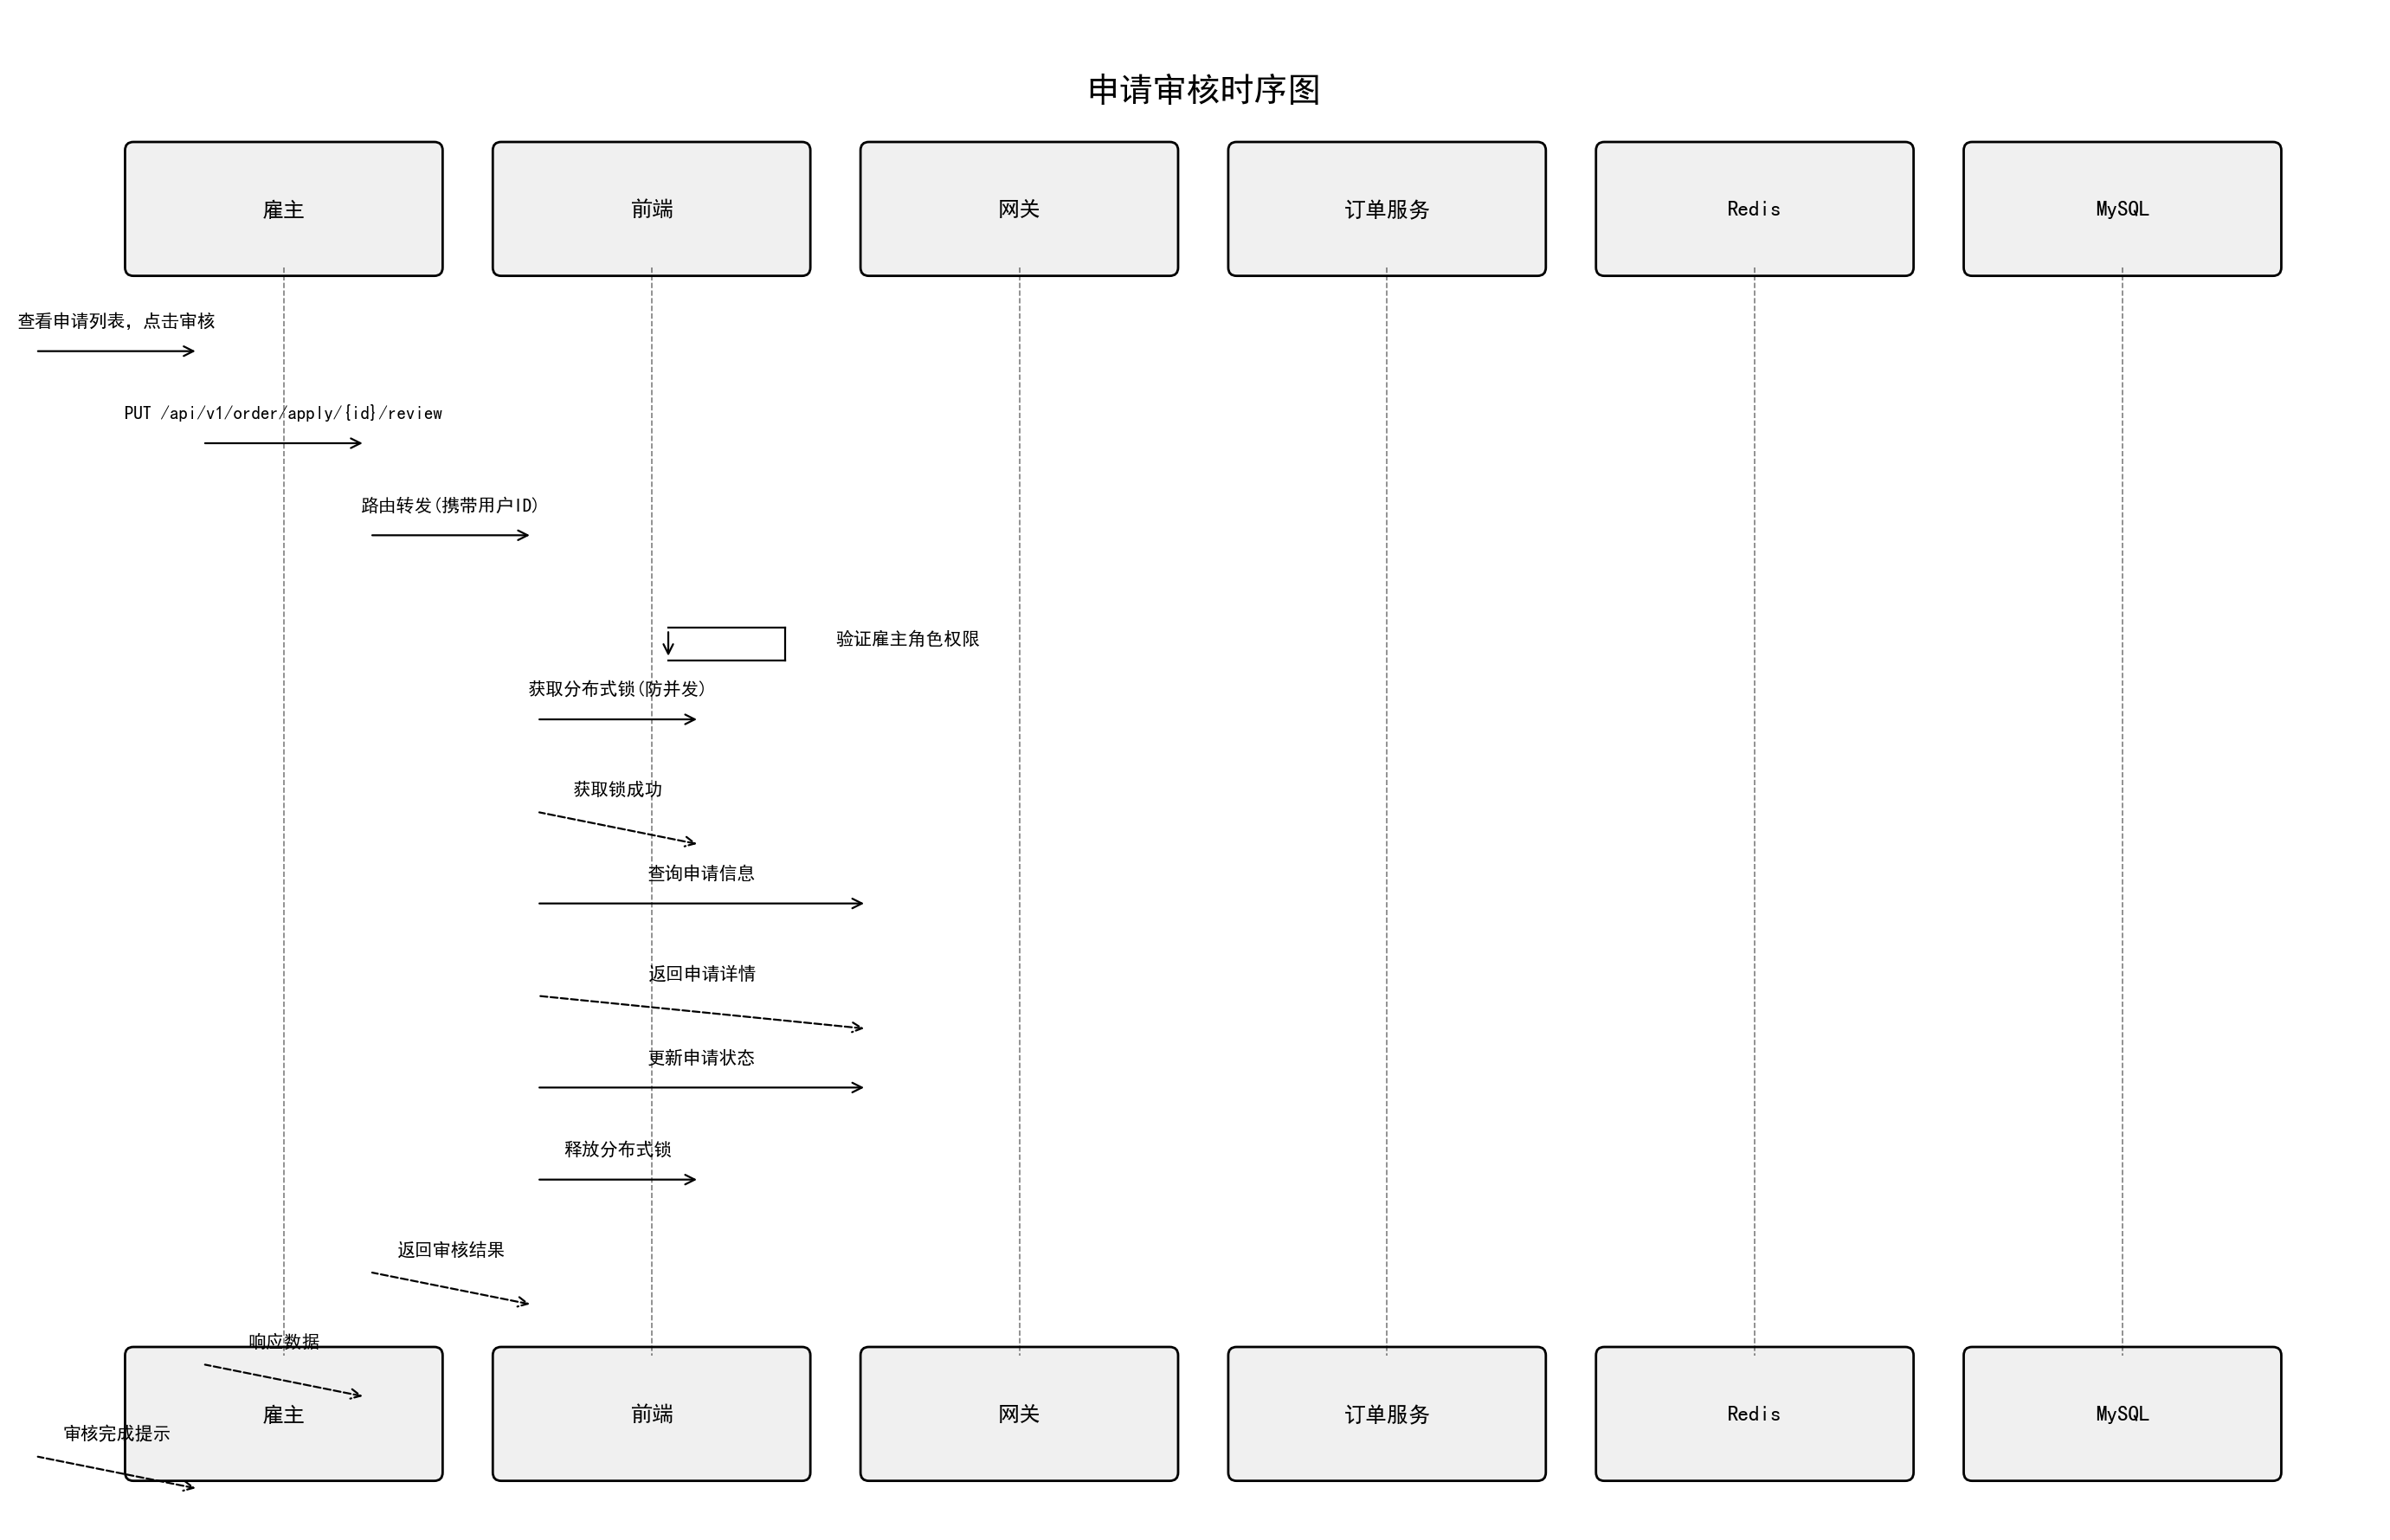 申请审核时序图
雇主
前端
网关
订单服务
Redis
MySQL
查看申请列表，点击审核
PUT /api/v1/order/apply/{id}/review
路由转发(携带用户ID)
验证雇主角色权限
获取分布式锁(防并发)
获取锁成功
查询申请信息
返回申请详情
更新申请状态
释放分布式锁
返回审核结果
响应数据
雇主
前端
网关
订单服务
Redis
MySQL
审核完成提示